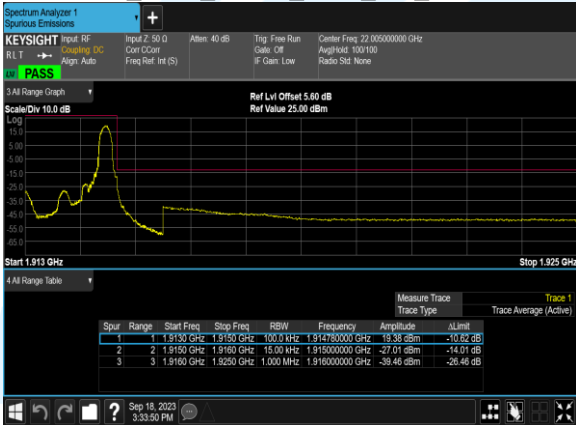 Spectrum Analyzer 1
Spurious Emissions
+
KEYSIGHT Input: RF Input Z: 50 Ω Atten: 40 dB Trig: Free Run Center Freq: 22.005000000 GHz
RLT Coupling: DC Corr CCorr Gate: Off Avg|Hold: 100/100
Align: Auto Freq Ref: Int (S) IF Gain: Low Radio Std: None
PASS
3 All Range Graph Ref Lvl Offset 5.60 dB
Scale/Div 10.0 dB Ref Value 25.00 dBm
Log
15.0
5.00
-5.00
-15.0
-25.0
-35.0
-45.0
-55.0
-65.0
Start 1.913 GHz Stop 1.925 GHz
4 All Range Table
Measure Trace Trace 1
Trace Type Trace Average (Active)
Spur Range Start Freq Stop Freq RBW Frequency Amplitude ΔLimit
1 1 1.9130 GHz 1.9150 GHz 100.0 kHz 1.914780000 GHz 19.38 dBm -10.62 dB
2 2 1.9150 GHz 1.9160 GHz 15.00 kHz 1.915000000 GHz -27.01 dBm -14.01 dB
3 3 1.9160 GHz 1.9250 GHz 1.000 MHz 1.916000000 GHz -39.46 dBm -26.46 dB
? Sep 18, 2023
3:33:50 PM